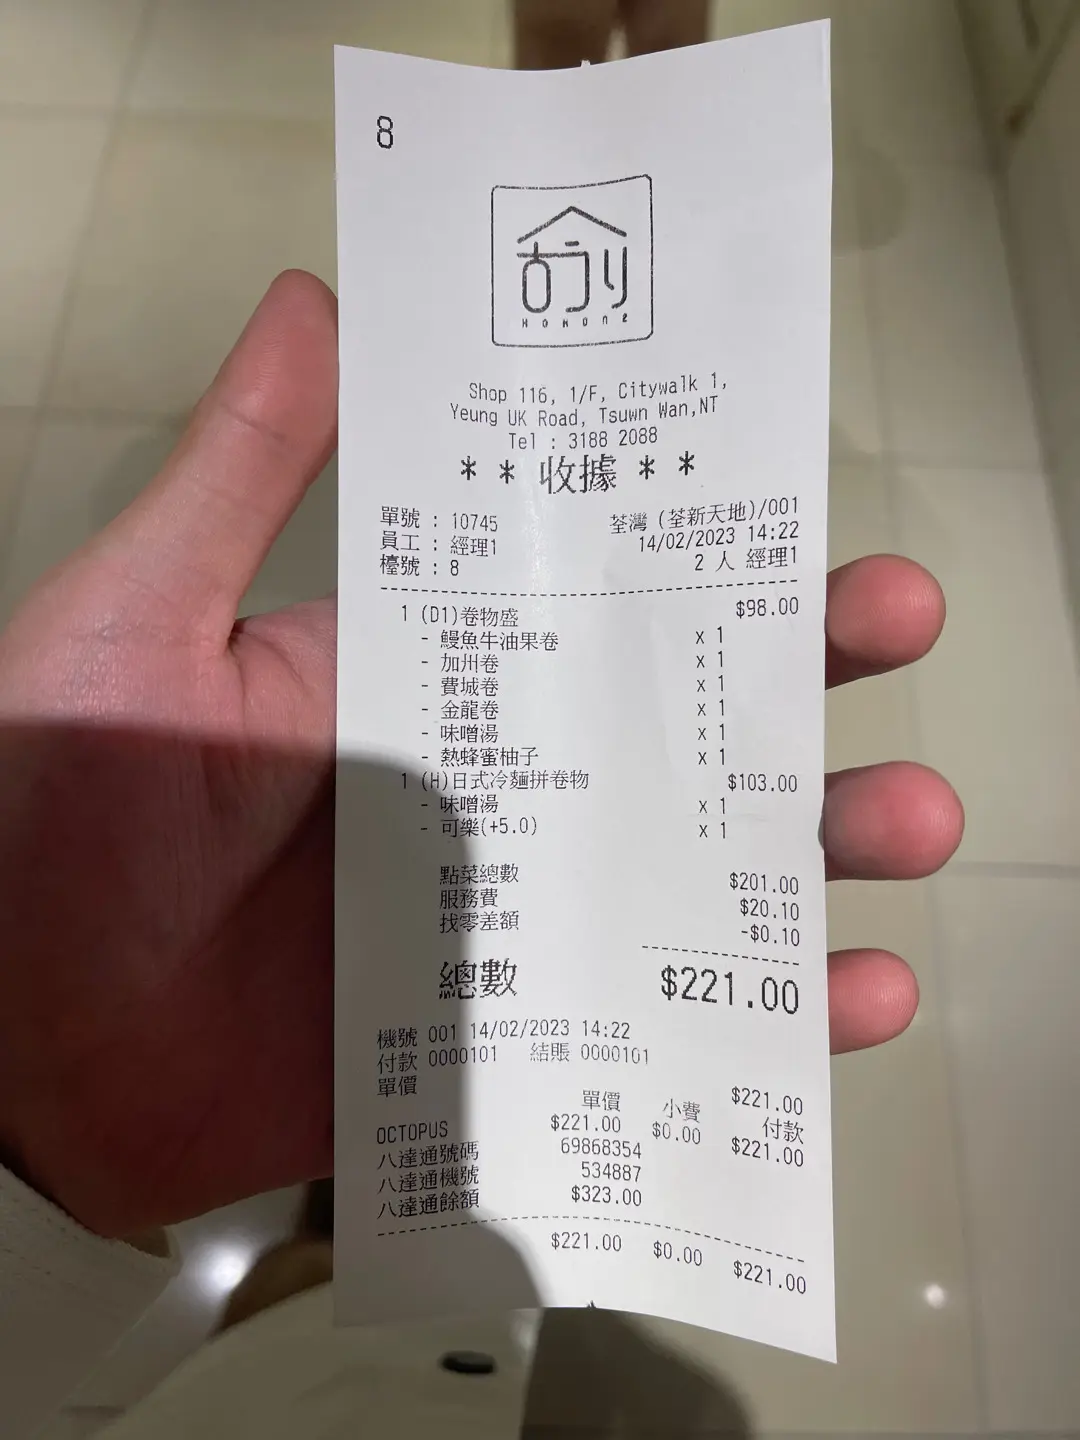 8
HOKONE
Shop 116, 1/F, Citywalk 1,
Yeung UK Road, Tsuwn Wan,NT
Tel : 3188 2088
* * 收據 * *
單號 : 10745 荃灣 (荃新天地)/001
員工 : 經理1 14/02/2023 14:22
檯號 : 8 2 人 經理1
1 (D1)卷物盛 $98.00
- 鰻魚牛油果卷 x 1
- 加州卷 x 1
- 費城卷 x 1
- 金龍卷 x 1
- 味噌湯 x 1
- 熱蜂蜜柚子 x 1
1 (H)日式冷麵拼卷物 $103.00
- 味噌湯 x 1
- 可樂(+5.0) x 1
點菜總數 $201.00
服務費 $20.10
找零差額 -$0.10
總數 $221.00
機號 001 14/02/2023 14:22
付款 0000101 結賬 0000101
單價 $221.00
單價 小費 付款
OCTOPUS $221.00 $0.00 $221.00
八達通號碼 69868354
八達通機號 534887
八達通餘額 $323.00
$221.00 $0.00 $221.00